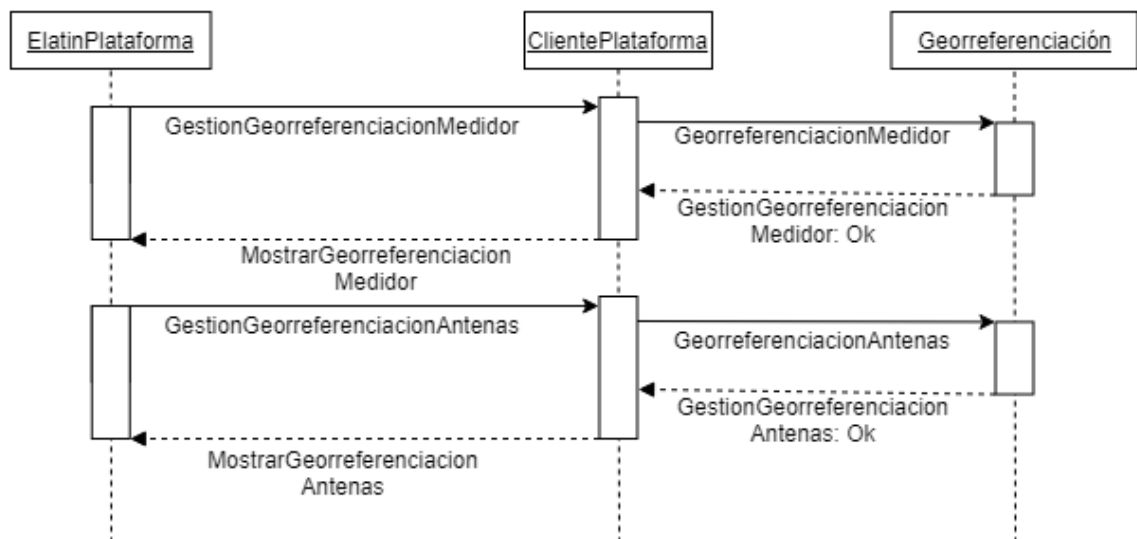 ElatinPlataforma
ClientePlataforma
Georreferenciación
GestionGeorreferenciacionMedidor
GeorreferenciacionMedidor
GestionGeorreferenciacion
Medidor: Ok
MostrarGeorreferenciacion
Medidor
GestionGeorreferenciacionAntenas
GeorreferenciacionAntenas
GestionGeorreferenciacion
Antenas: Ok
MostrarGeorreferenciacion
Antenas